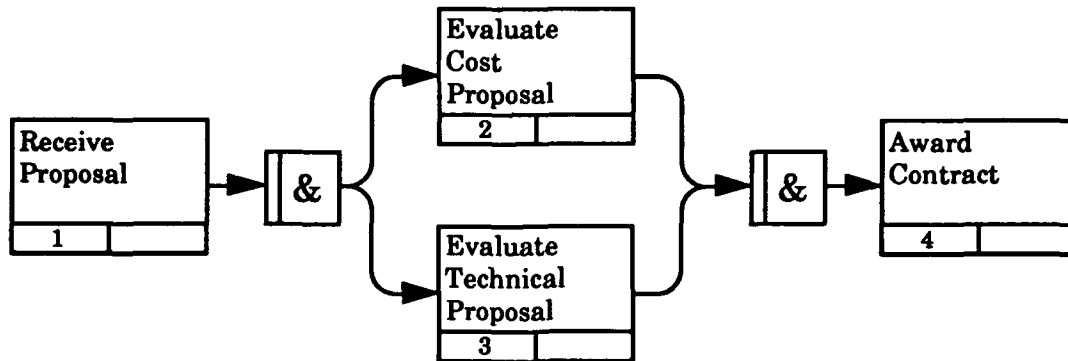 Receive
Proposal
1
&
Evaluate
Cost
Proposal
2
Evaluate
Technical
Proposal
3
&
Award
Contract
4